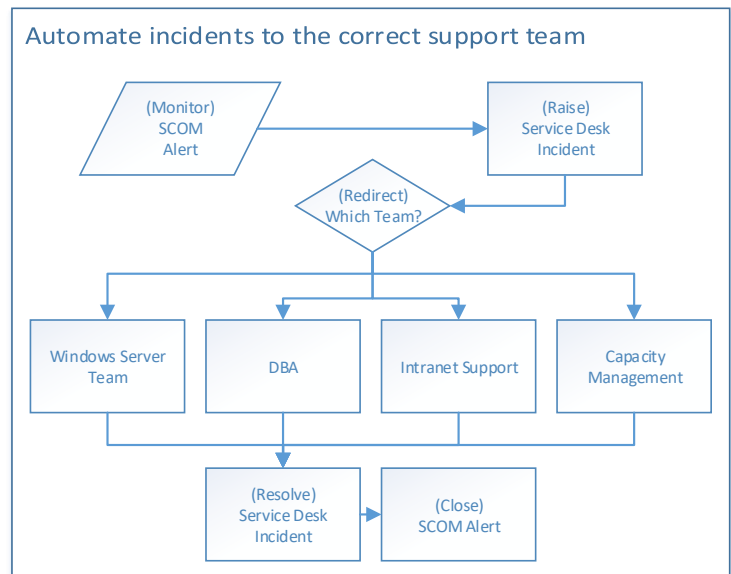 Automate incidents to the correct support team
(Monitor)
SCOM
Alert
(Raise)
Service Desk
Incident
(Redirect)
Which Team?
Windows Server
Team
DBA
Intranet Support
Capacity
Management
(Resolve)
Service Desk
Incident
(Close)
SCOM Alert